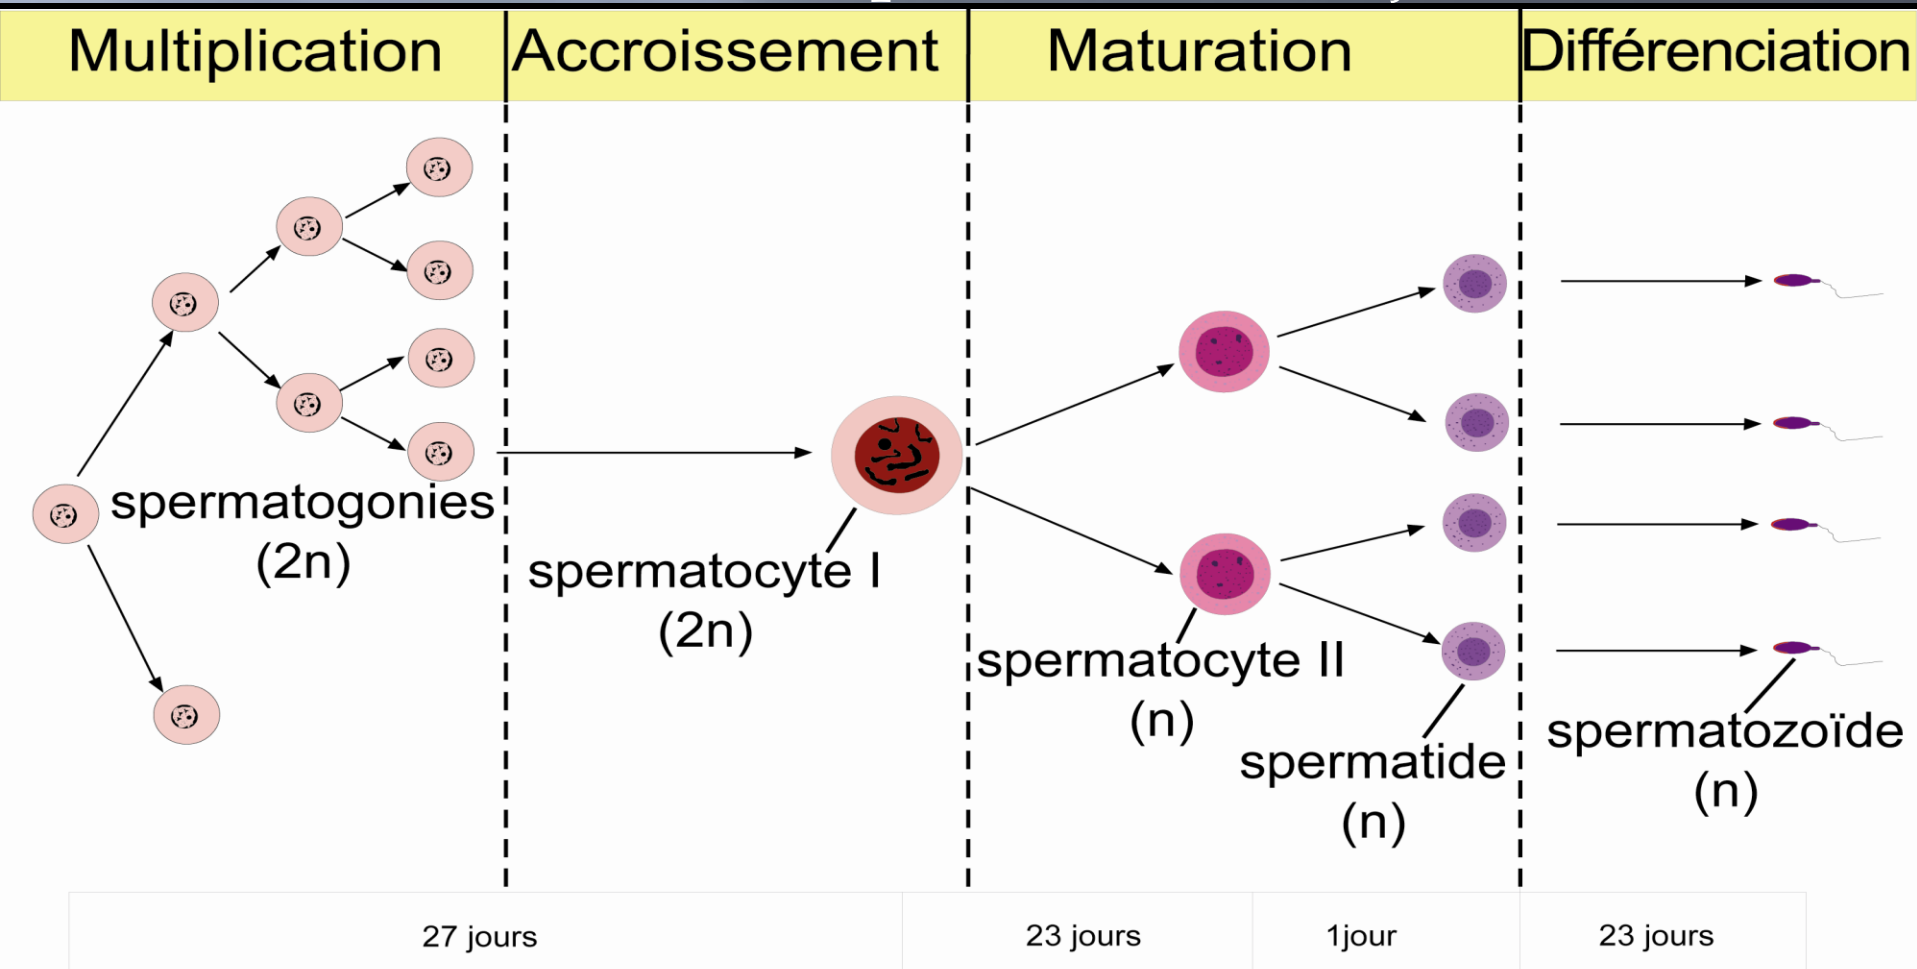 Multiplication
Accroissement
Maturation
Différenciation
spermatogonies
(2n)
spermatocyte I
(2n)
spermatocyte II
(n)
spermatide
(n)
spermatozoïde
(n)
27 jours
23 jours
1jour
23 jours